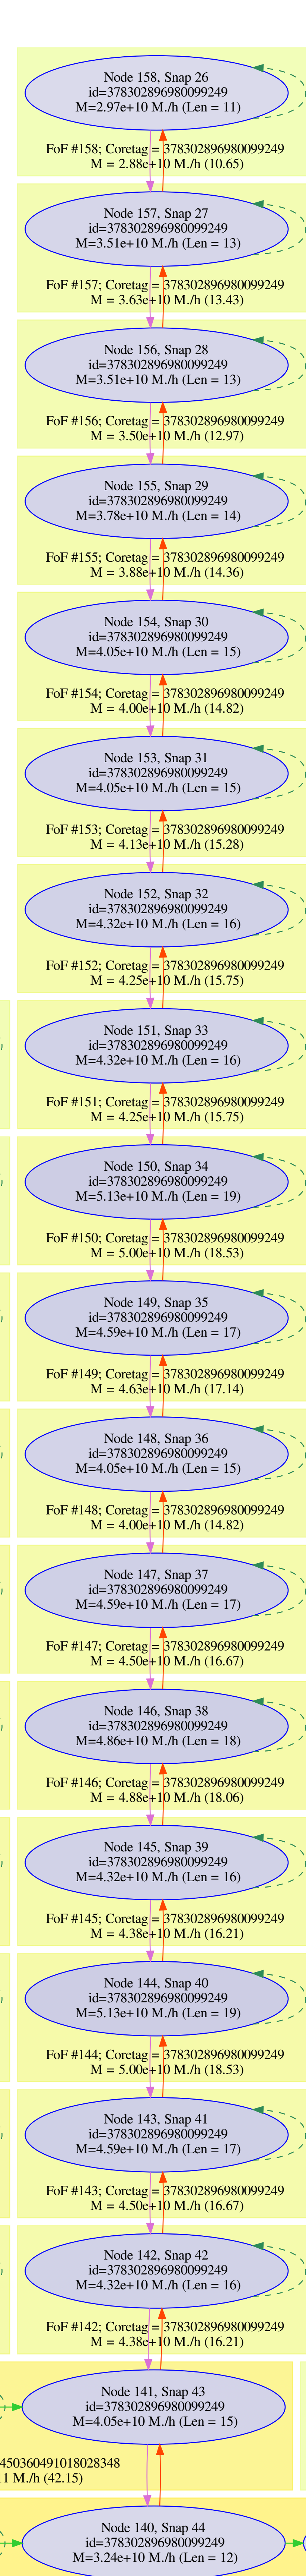 Node 158, Snap 26
id=378302896980099249
M=2.97e+10 M./h (Len = 11)
FoF #158; Coretag = 378302896980099249
M = 2.88e+10 M./h (10.65)
Node 157, Snap 27
id=378302896980099249
M=3.51e+10 M./h (Len = 13)
FoF #157; Coretag = 378302896980099249
M = 3.63e+10 M./h (13.43)
Node 156, Snap 28
id=378302896980099249
M=3.51e+10 M./h (Len = 13)
FoF #156; Coretag = 378302896980099249
M = 3.50e+10 M./h (12.97)
Node 155, Snap 29
id=378302896980099249
M=3.78e+10 M./h (Len = 14)
FoF #155; Coretag = 378302896980099249
M = 3.88e+10 M./h (14.36)
Node 154, Snap 30
id=378302896980099249
M=4.05e+10 M./h (Len = 15)
FoF #154; Coretag = 378302896980099249
M = 4.00e+10 M./h (14.82)
Node 153, Snap 31
id=378302896980099249
M=4.05e+10 M./h (Len = 15)
FoF #153; Coretag = 378302896980099249
M = 4.13e+10 M./h (15.28)
Node 152, Snap 32
id=378302896980099249
M=4.32e+10 M./h (Len = 16)
FoF #152; Coretag = 378302896980099249
M = 4.25e+10 M./h (15.75)
Node 151, Snap 33
id=378302896980099249
M=4.32e+10 M./h (Len = 16)
FoF #151; Coretag = 378302896980099249
M = 4.25e+10 M./h (15.75)
Node 150, Snap 34
id=378302896980099249
M=5.13e+10 M./h (Len = 19)
FoF #150; Coretag = 378302896980099249
M = 5.00e+10 M./h (18.53)
Node 149, Snap 35
id=378302896980099249
M=4.59e+10 M./h (Len = 17)
FoF #149; Coretag = 378302896980099249
M = 4.63e+10 M./h (17.14)
Node 148, Snap 36
id=378302896980099249
M=4.05e+10 M./h (Len = 15)
FoF #148; Coretag = 378302896980099249
M = 4.00e+10 M./h (14.82)
Node 147, Snap 37
id=378302896980099249
M=4.59e+10 M./h (Len = 17)
FoF #147; Coretag = 378302896980099249
M = 4.50e+10 M./h (16.67)
Node 146, Snap 38
id=378302896980099249
M=4.86e+10 M./h (Len = 18)
FoF #146; Coretag = 378302896980099249
M = 4.88e+10 M./h (18.06)
Node 145, Snap 39
id=378302896980099249
M=4.32e+10 M./h (Len = 16)
FoF #145; Coretag = 378302896980099249
M = 4.38e+10 M./h (16.21)
Node 144, Snap 40
id=378302896980099249
M=5.13e+10 M./h (Len = 19)
FoF #144; Coretag = 378302896980099249
M = 5.00e+10 M./h (18.53)
Node 143, Snap 41
id=378302896980099249
M=4.59e+10 M./h (Len = 17)
FoF #143; Coretag = 378302896980099249
M = 4.50e+10 M./h (16.67)
Node 142, Snap 42
id=378302896980099249
M=4.32e+10 M./h (Len = 16)
FoF #142; Coretag = 378302896980099249
M = 4.38e+10 M./h (16.21)
Node 141, Snap 43
id=378302896980099249
M=4.05e+10 M./h (Len = 15)
450360491018028348
1 M./h (42.15)
Node 140, Snap 44
id=378302896980099249
M=3.24e+10 M./h (Len = 12)